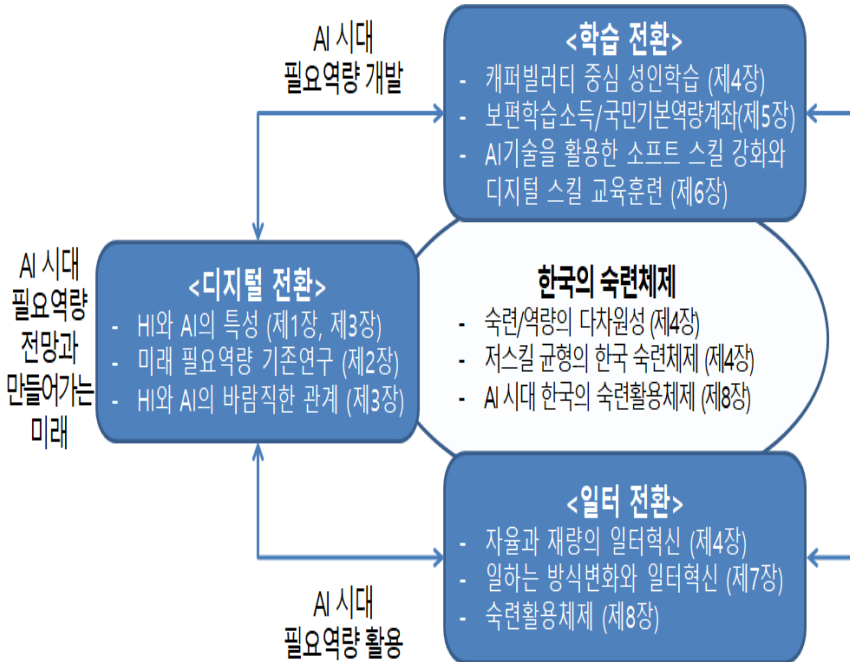 AI 시대
필요역량 개발
<학습 전환>
- 캐퍼빌러티 중심 성인학습 (제4장)
- 보편학습소득/국민기본역량계좌(제5장)
- AI기술을 활용한 소프트 스킬 강화와
디지털 스킬 교육훈련 (제6장)
AI 시대
필요역량
전망과
만들어가는
미래
<디지털 전환>
- HI와 AI의 특성 (제1장, 제3장)
- 미래 필요역량 기존연구 (제2장)
- HI와 AI의 바람직한 관계 (제3장)
한국의 숙련체제
- 숙련/역량의 다차원성 (제4장)
- 저스킬 균형의 한국 숙련체제 (제4장)
- AI 시대 한국의 숙련활용체제 (제8장)
<일터 전환>
- 자율과 재량의 일터혁신 (제4장)
- 일하는 방식변화와 일터혁신 (제7장)
- 숙련활용체제 (제8장)
AI 시대
필요역량 활용